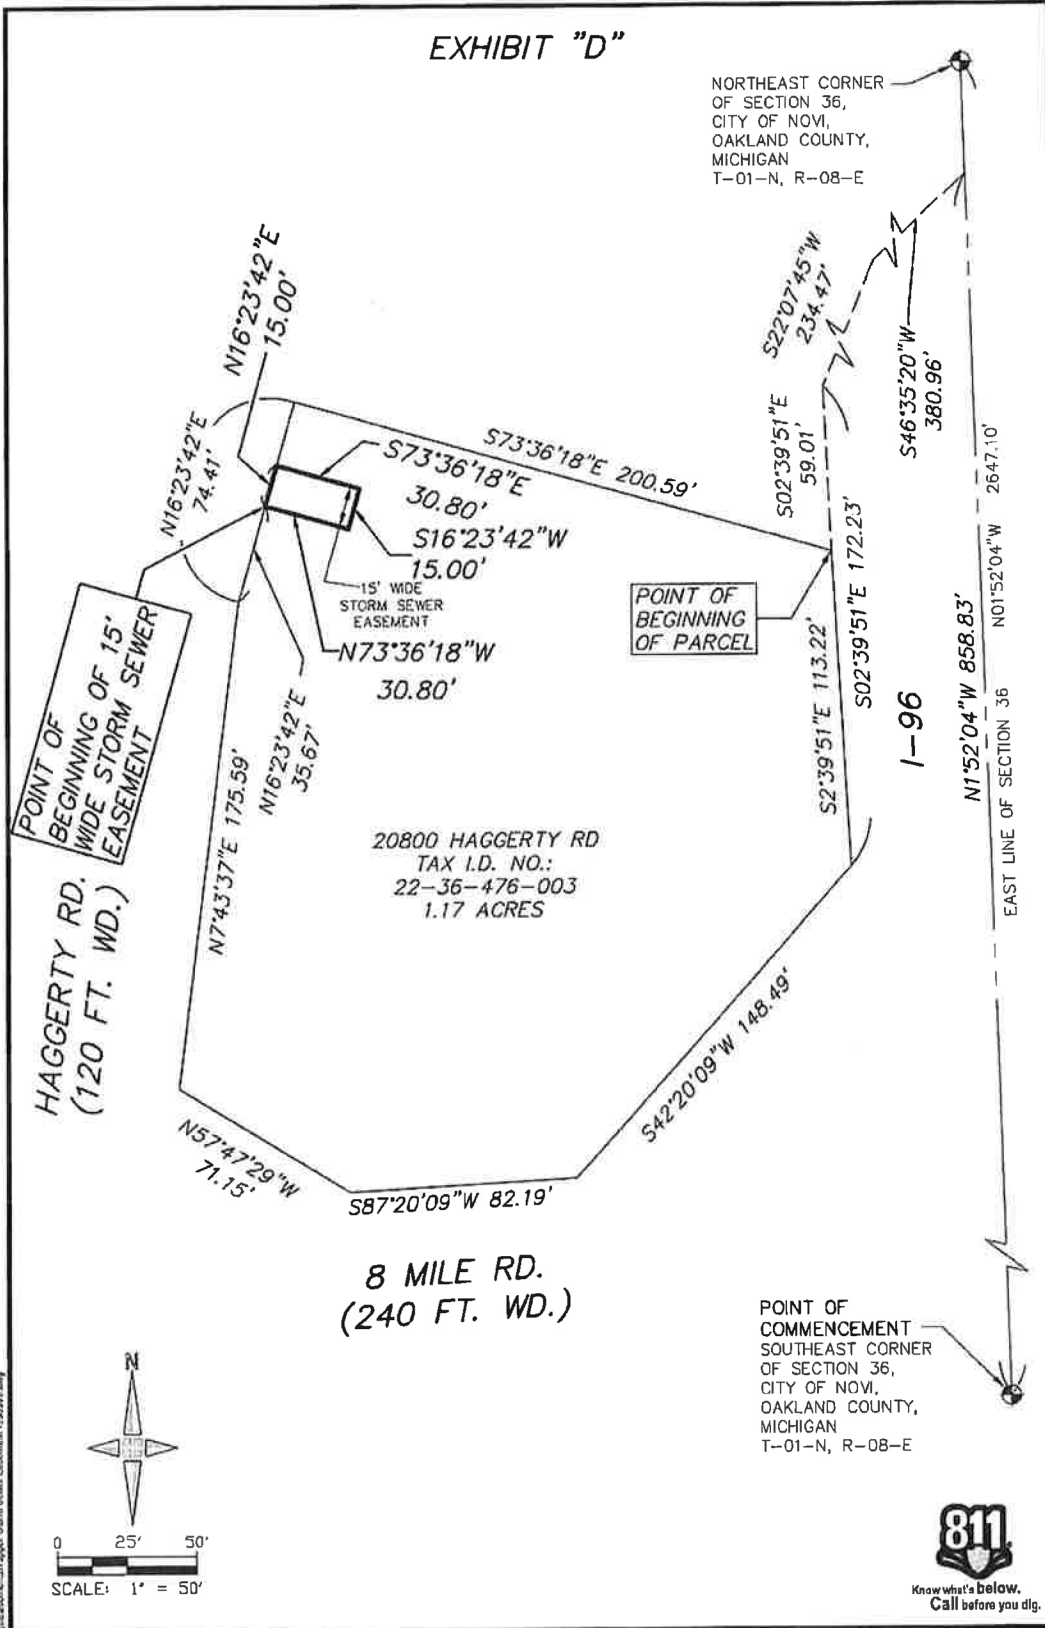 EXHIBIT "D"
NORTHEAST CORNER
OF SECTION 36,
CITY OF NOVI,
OAKLAND COUNTY,
MICHIGAN
T-01-N, R-08-E
N16°23'42"E
15.00'
N16°23'42"E
74.41'
S73°36'18"E
30.80'
S16°23'42"W
15.00'
15' WIDE
STORM SEWER
EASEMENT
N73°36'18"W
30.80'
S73°36'18"E 200.59'
S22°07'45"W
234.47'
S46°35'20"W
380.96'
S02°39'51"E
59.01'
S02°39'51"E 172.23'
S2°39'51"E 113.22'
POINT OF
BEGINNING
OF PARCEL
I-96
N1°52'04"W 858.83'
EAST LINE OF SECTION 36 N01°52'04"W 2647.10'
POINT OF
BEGINNING OF 15'
WIDE STORM SEWER
EASEMENT
N16°23'42"E
35.67'
N7°43'37"E 175.59'
20800 HAGGERTY RD
TAX I.D. NO.:
22-36-476-003
1.17 ACRES
HAGGERTY RD.
(120 FT. WD.)
S42°20'09"W 148.49'
N57°47'29"W
71.15'
S87°20'09"W 82.19'
8 MILE RD.
(240 FT. WD.)
POINT OF
COMMENCEMENT
SOUTHEAST CORNER
OF SECTION 36,
CITY OF NOVI,
OAKLAND COUNTY,
MICHIGAN
T-01-N, R-08-E
N
0 25' 50'
SCALE: 1" = 50'
811
Know what's below.
Call before you dig.